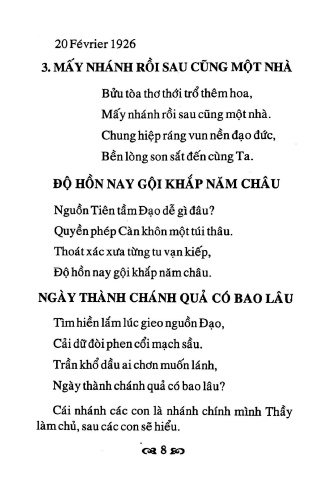 20 Février 1926
3. MẤY NHÁNH RỒI SAU CŨNG MỘT NHÀ
Bửu tòa thơ thới trổ thêm hoa,
Mấy nhánh rồi sau cũng một nhà.
Chung hiệp ráng vun nền đạo đức,
Bền lòng son sắt đến cùng Ta.
ĐỘ HỒN NAY GỘI KHẮP NĂM CHÂU
Nguồn Tiên tầm Đạo dễ gì đâu?
Quyền phép Càn khôn một túi thâu.
Thoát xác xưa từng tu vạn kiếp,
Độ hồn nay gội khắp năm châu.
NGÀY THÀNH CHÁNH QUẢ CÓ BAO LÂU
Tìm hiền lắm lúc gieo nguồn Đạo,
Cải dữ đòi phen cổi mạch sầu.
Trần khổ dầu ai chơn muốn lánh,
Ngày thành chánh quả có bao lâu?
Cái nhánh các con là nhánh chính mình Thầy
làm chủ, sau các con sẽ hiểu.
8